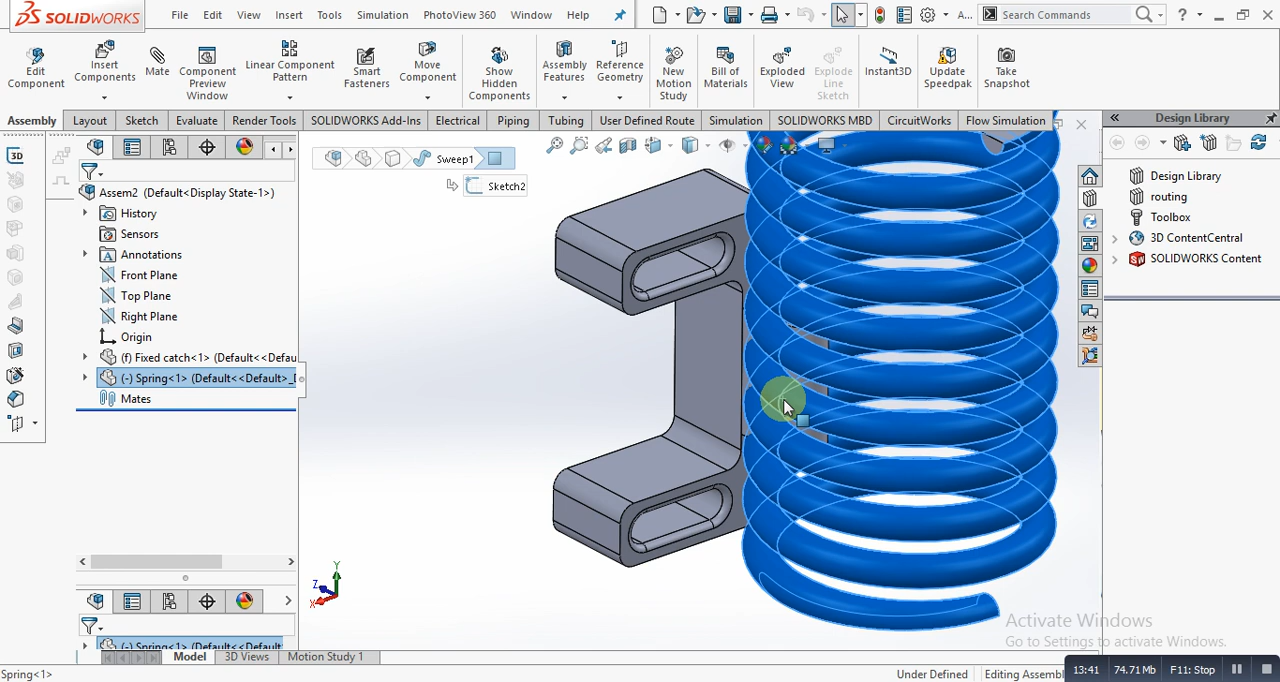 SOLIDWORKS File Edit View Insert Tools Simulation PhotoView 360 Window Help A... Search Commands ?
Edit Component
Insert Components
Mate
Component Preview Window
Linear Component Pattern
Smart Fasteners
Move Component
Show Hidden Components
Assembly Features
Reference Geometry
New Motion Study
Bill of Materials
Exploded View
Explode Line Sketch
Instant3D
Update Speedpak
Take Snapshot
Assembly Layout Sketch Evaluate Render Tools SOLIDWORKS Add-Ins Electrical Piping Tubing User Defined Route Simulation SOLIDWORKS MBD CircuitWorks Flow Simulation
Design Library
3D
Sweep1
Sketch2
Assem2 (Default<Display State-1>)
History
Sensors
Annotations
Front Plane
Top Plane
Right Plane
Origin
(f) Fixed catch<1> (Default<<Defau
(-) Spring<1> (Default<<Default>_D
Mates
Design Library
routing
Toolbox
3D ContentCentral
SOLIDWORKS Content
Y
Z
X
(-) Spring<1> (Default<<Default
Model 3D Views Motion Study 1
Activate Windows
Go to Settings to activate Windows.
Spring<1>
Under Defined Editing Assembl
13:41 74.71Mb F11: Stop